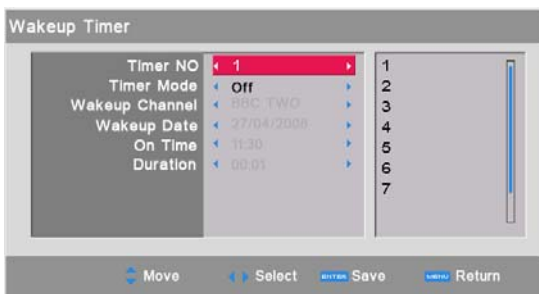 Wakeup Timer
Timer NO 1
Timer Mode Off
Wakeup Channel BBC TWO
Wakeup Date 27/04/2008
On Time 11:30
Duration 00:01
1
2
3
4
5
6
7
Move Select ENTER Save MENU Return